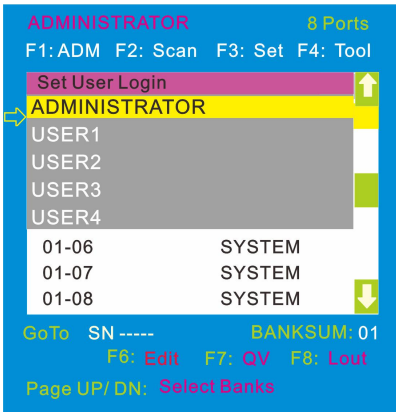 ADMINISTRATOR 8 Ports
F1: ADM F2: Scan F3: Set F4: Tool
Set User Login
ADMINISTRATOR
USER1
USER2
USER3
USER4
01-06 SYSTEM
01-07 SYSTEM
01-08 SYSTEM
GoTo SN ----- BANKSUM: 01
F6: Edit F7: QV F8: Lout
Page UP/ DN: Select Banks